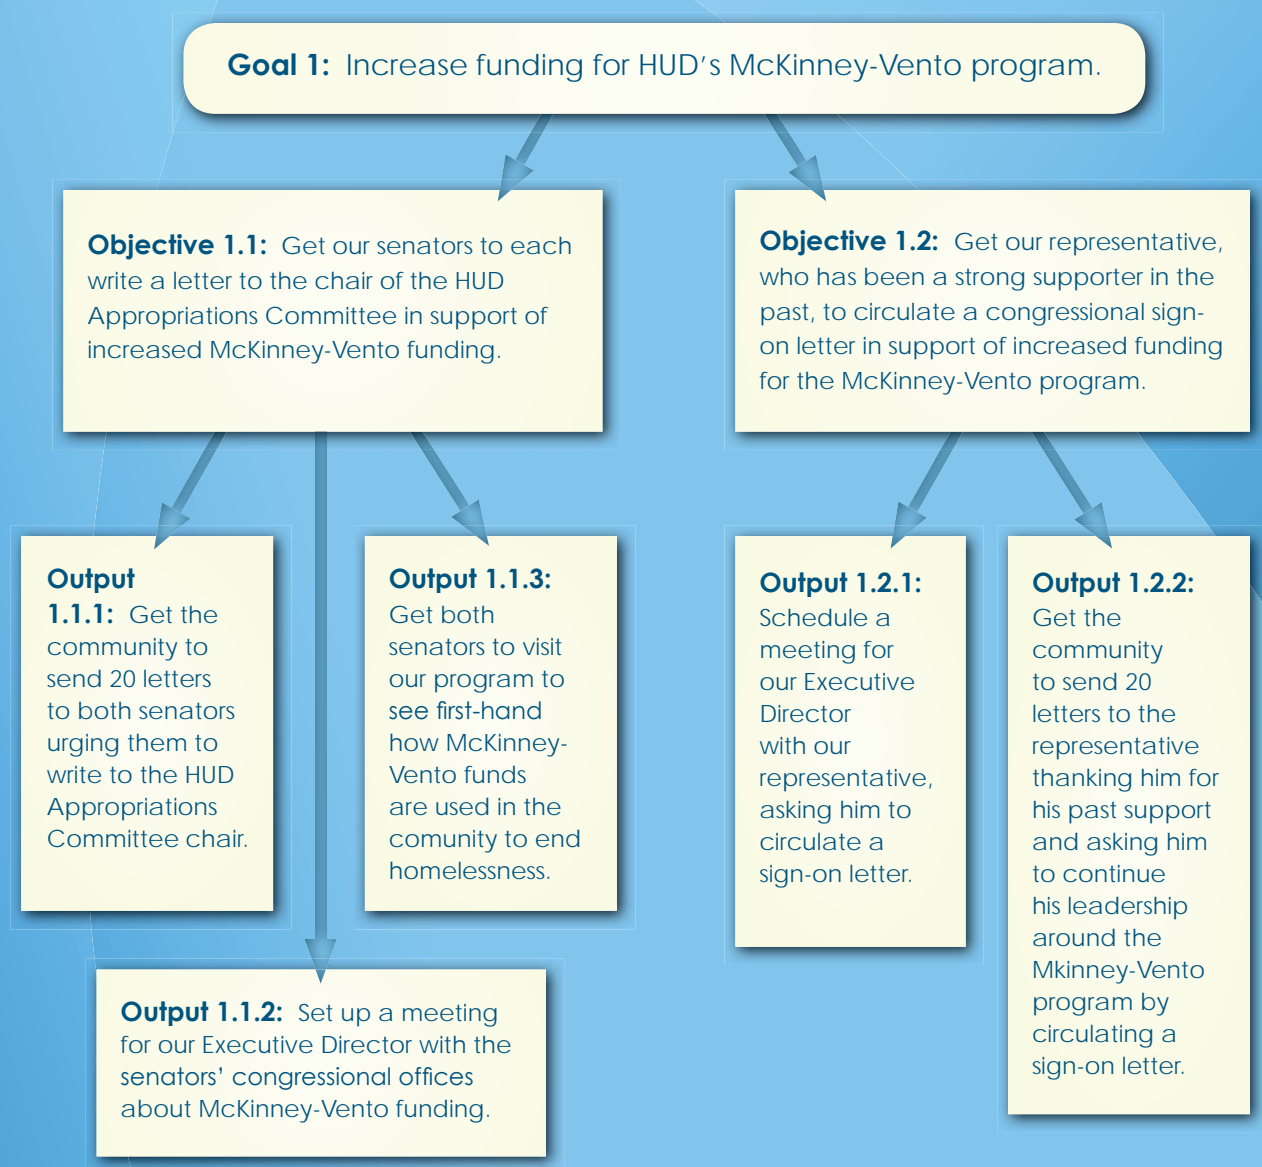 Goal 1: Increase funding for HUD's McKinney-Vento program.
Objective 1.1: Get our senators to each
write a letter to the chair of the HUD
Appropriations Committee in support of
increased McKinney-Vento funding.
Objective 1.2: Get our representative,
who has been a strong supporter in the
past, to circulate a congressional sign-
on letter in support of increased funding
for the McKinney-Vento program.
Output
1.1.1: Get the
community to
send 20 letters
to both senators
urging them to
write to the HUD
Appropriations
Committee chair.
Output 1.1.3:
Get both
senators to visit
our program to
see first-hand
how McKinney-
Vento funds
are used in the
comunity to end
homelessness.
Output 1.2.1:
Schedule a
meeting for
our Executive
Director
with our
representative,
asking him to
circulate a
sign-on letter.
Output 1.2.2:
Get the
community
to send 20
letters to the
representative
thanking him for
his past support
and asking him
to continue
his leadership
around the
Mkinney-Vento
program by
circulating a
sign-on letter.
Output 1.1.2: Set up a meeting
for our Executive Director with the
senators' congressional offices
about McKinney-Vento funding.